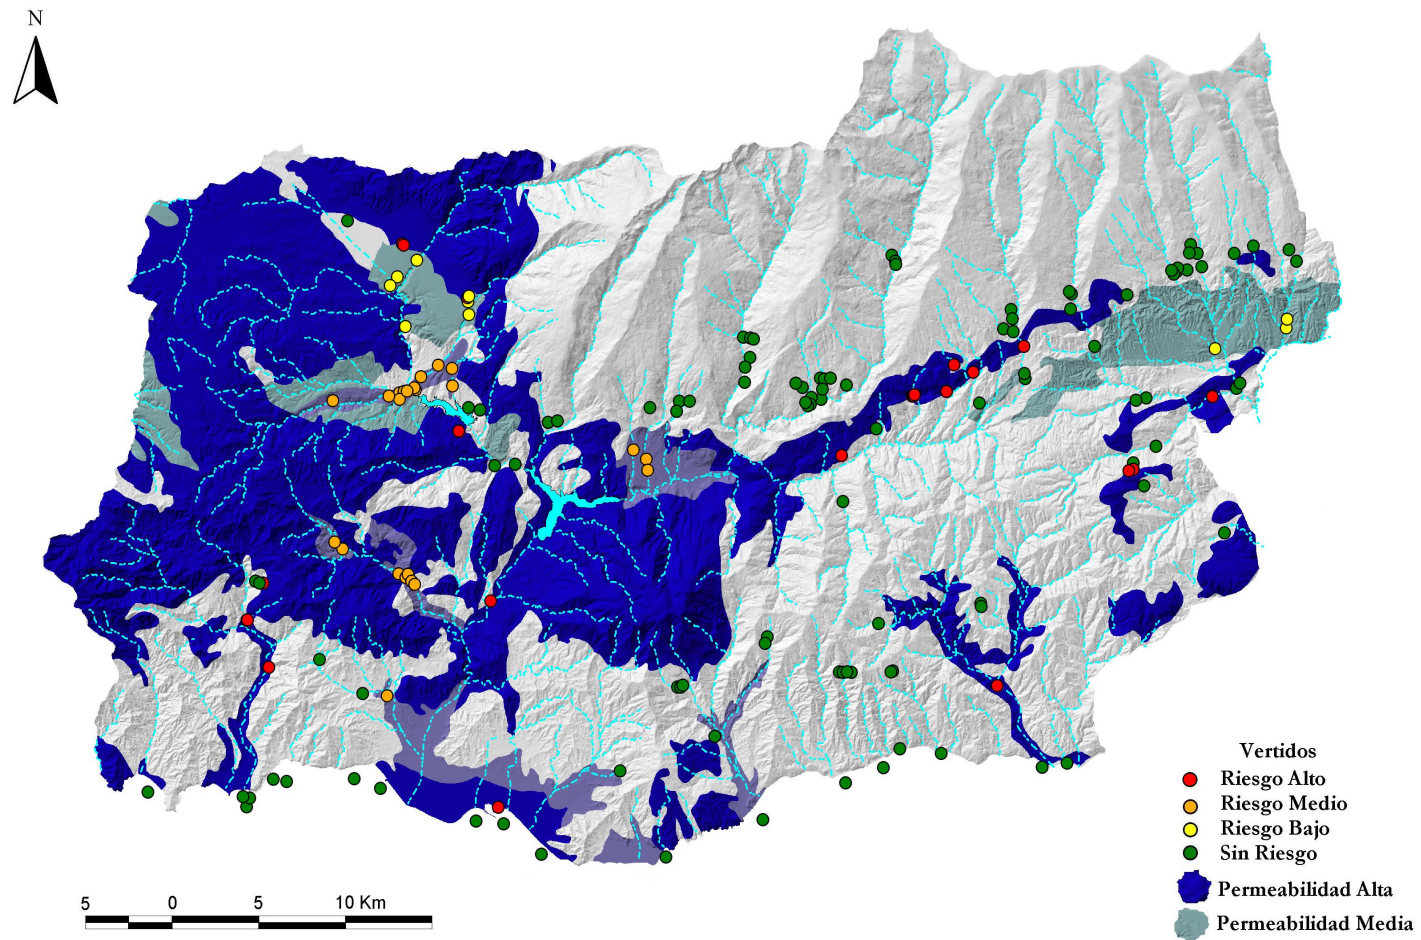 N
Vertidos
Riesgo Alto
Riesgo Medio
Riesgo Bajo
Sin Riesgo
Permeabilidad Alta
Permeabilidad Media
5 0 5 10 Km